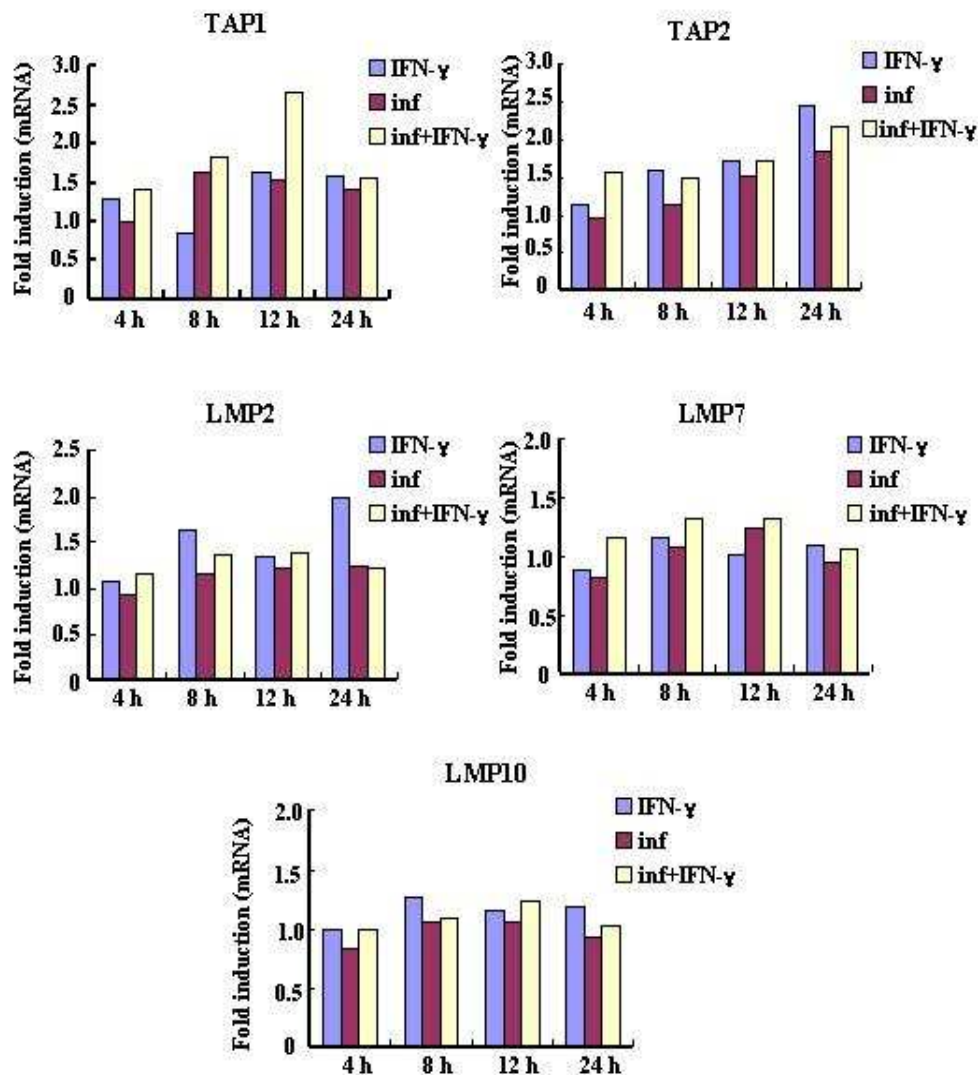 TAP1
Fold induction (mRNA)
3.0
2.5
2.0
1.5
1.0
0.5
0
4 h 8 h 12 h 24 h
IFN-γ
inf
inf+IFN-γ
TAP2
Fold induction (mRNA)
3.0
2.5
2.0
1.5
1.0
0.5
0
4 h 8 h 12 h 24 h
IFN-γ
inf
inf+IFN-γ
LMP2
Fold induction (mRNA)
2.5
2.0
1.5
1.0
0.5
0
4 h 8 h 12 h 24 h
IFN-γ
inf
inf+IFN-γ
LMP7
Fold induction (mRNA)
2.0
1.5
1.0
0.5
0
4 h 8 h 12 h 24 h
IFN-γ
inf
inf+IFN-γ
LMP10
Fold induction (mRNA)
2.0
1.5
1.0
0.5
0
4 h 8 h 12 h 24 h
IFN-γ
inf
inf+IFN-γ